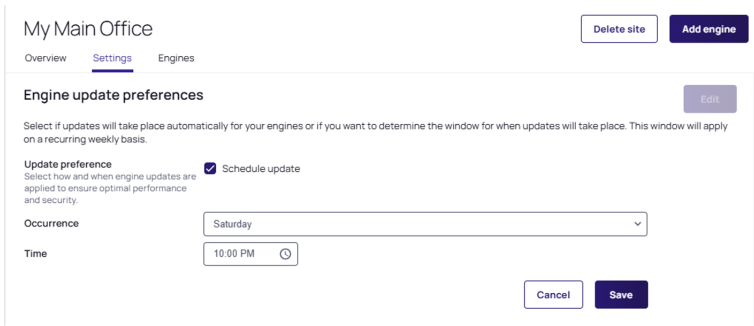 My Main Office
Delete site
Add engine
Overview
Settings
Engines
Engine update preferences
Edit
Select if updates will take place automatically for your engines or if you want to determine the window for when updates will take place. This window will apply
on a recurring weekly basis.
Update preference
Select how and when engine updates are
applied to ensure optimal performance
and security.
Schedule update
Occurrence
Saturday
Time
10:00 PM
Cancel
Save